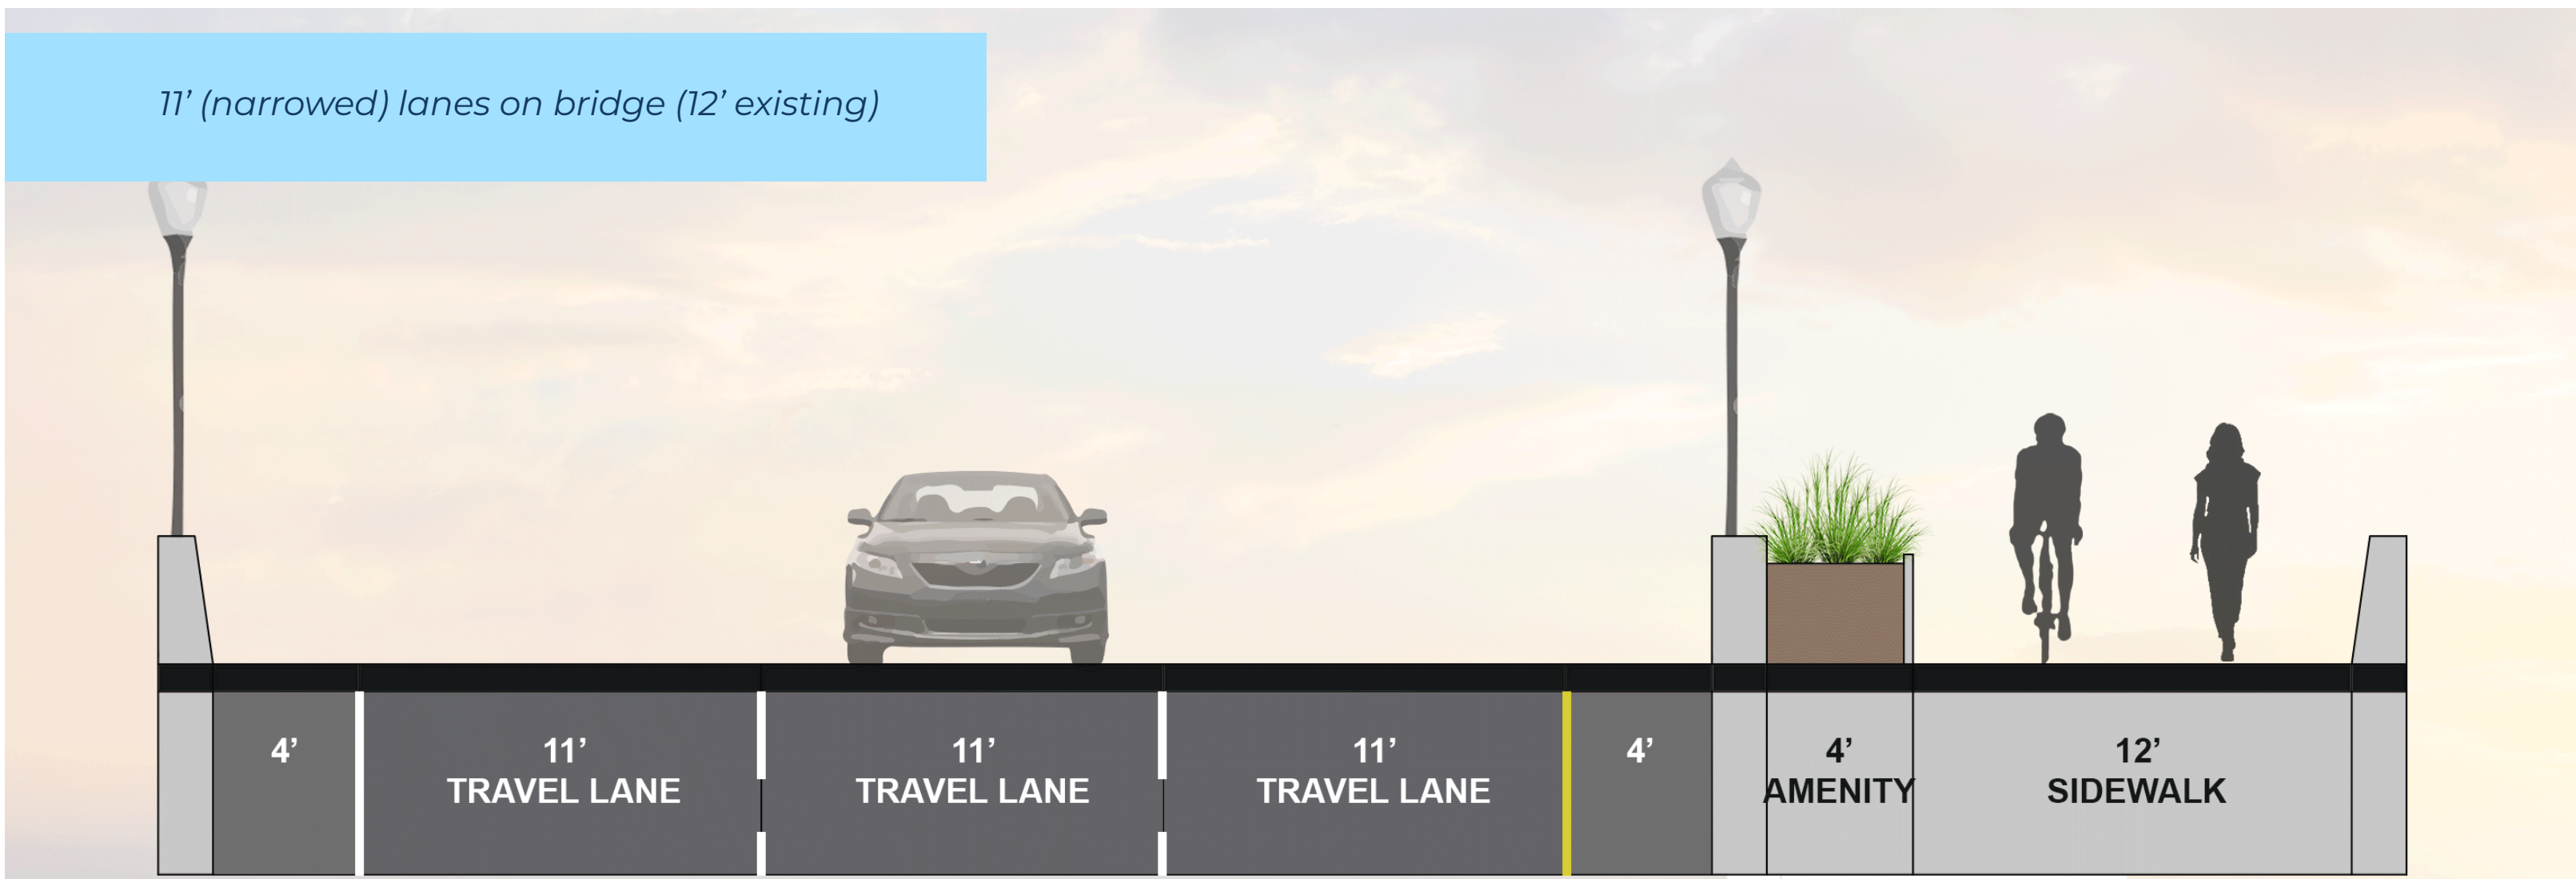 11’ (narrowed) lanes on bridge (12’ existing)
4’
11’
TRAVEL LANE
11’
TRAVEL LANE
11’
TRAVEL LANE
4’
4’
AMENITY
12’
SIDEWALK